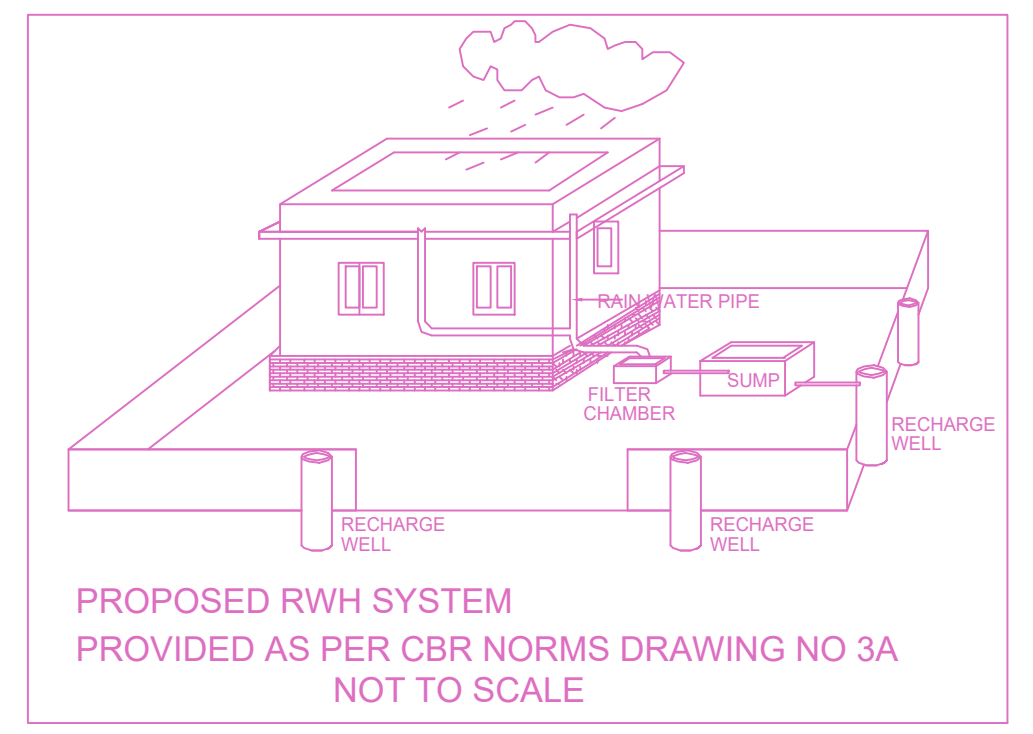 RAIN WATER PIPE
FILTER
CHAMBER
SUMP
RECHARGE
WELL
RECHARGE
WELL
RECHARGE
WELL
PROPOSED RWH SYSTEM
PROVIDED AS PER CBR NORMS DRAWING NO 3A
NOT TO SCALE